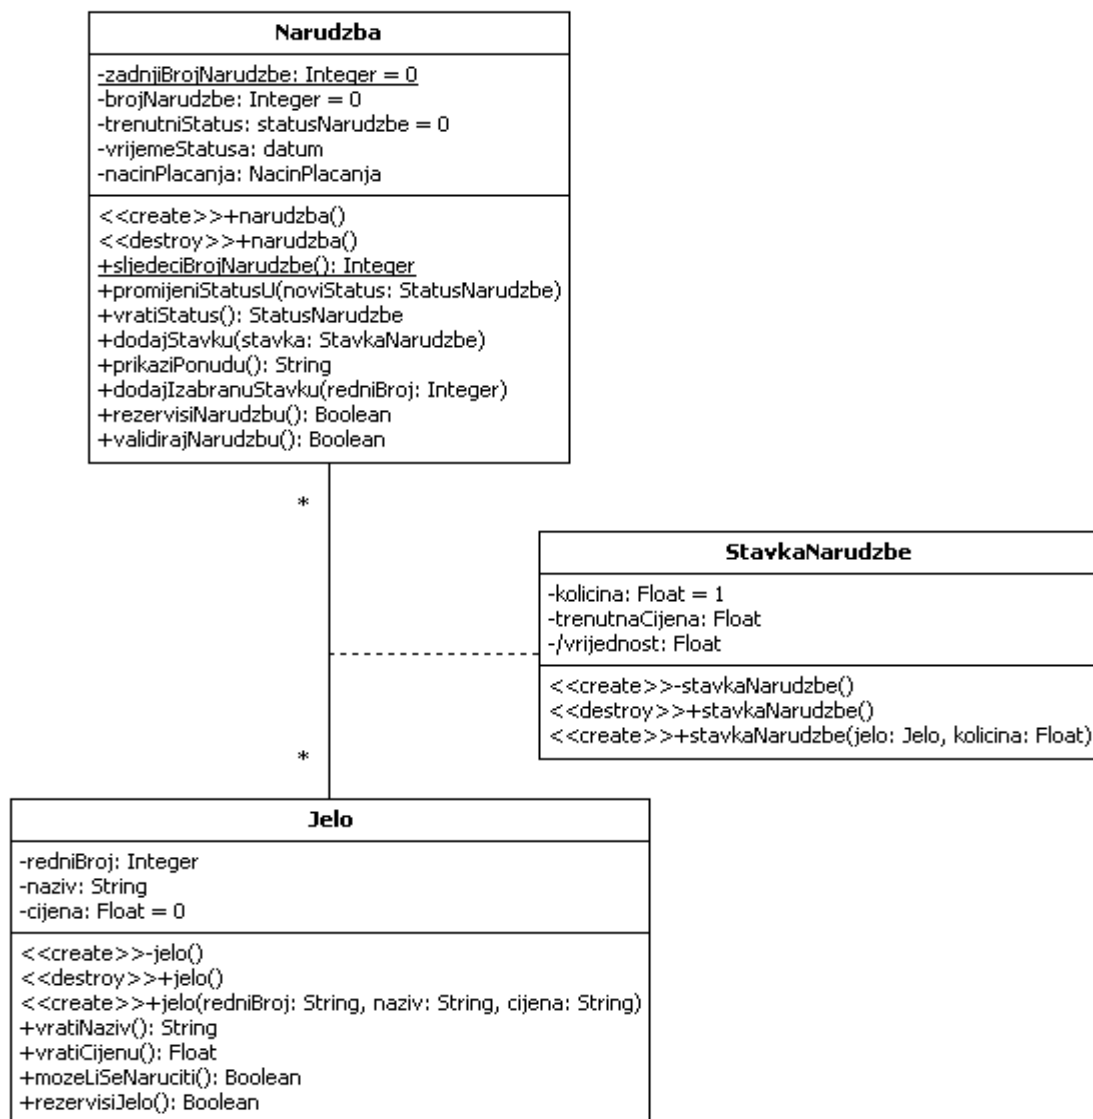 Narudzba
-zadnjiBrojNarudzbe: Integer = 0
-brojNarudzbe: Integer = 0
-trenutniStatus: statusNarudzbe = 0
-vrijemeStatusa: datum
-nacinPlacanja: NacinPlacanja
<<create>>+narudzba()
<<destroy>>+narudzba()
+sljedeciBrojNarudzbe(): Integer
+promijeniStatusU(noviStatus: StatusNarudzbe)
+vratiStatus(): StatusNarudzbe
+dodajStavku(stavka: StavkaNarudzbe)
+prikaziPonudu(): String
+dodajIzabranuStavku(redniBroj: Integer)
+rezervisiNarudzbu(): Boolean
+validirajNarudzbu(): Boolean
*
StavkaNarudzbe
-kolicina: Float = 1
-trenutnaCijena: Float
-/vrijednost: Float
<<create>>-stavkaNarudzbe()
<<destroy>>+stavkaNarudzbe()
<<create>>+stavkaNarudzbe(jelo: Jelo, kolicina: Float)
*
Jelo
-redniBroj: Integer
-naziv: String
-cijena: Float = 0
<<create>>-jelo()
<<destroy>>+jelo()
<<create>>+jelo(redniBroj: String, naziv: String, cijena: String)
+vratiNaziv(): String
+vratiCijenu(): Float
+mozeLiSeNaruciti(): Boolean
+rezervisiJelo(): Boolean